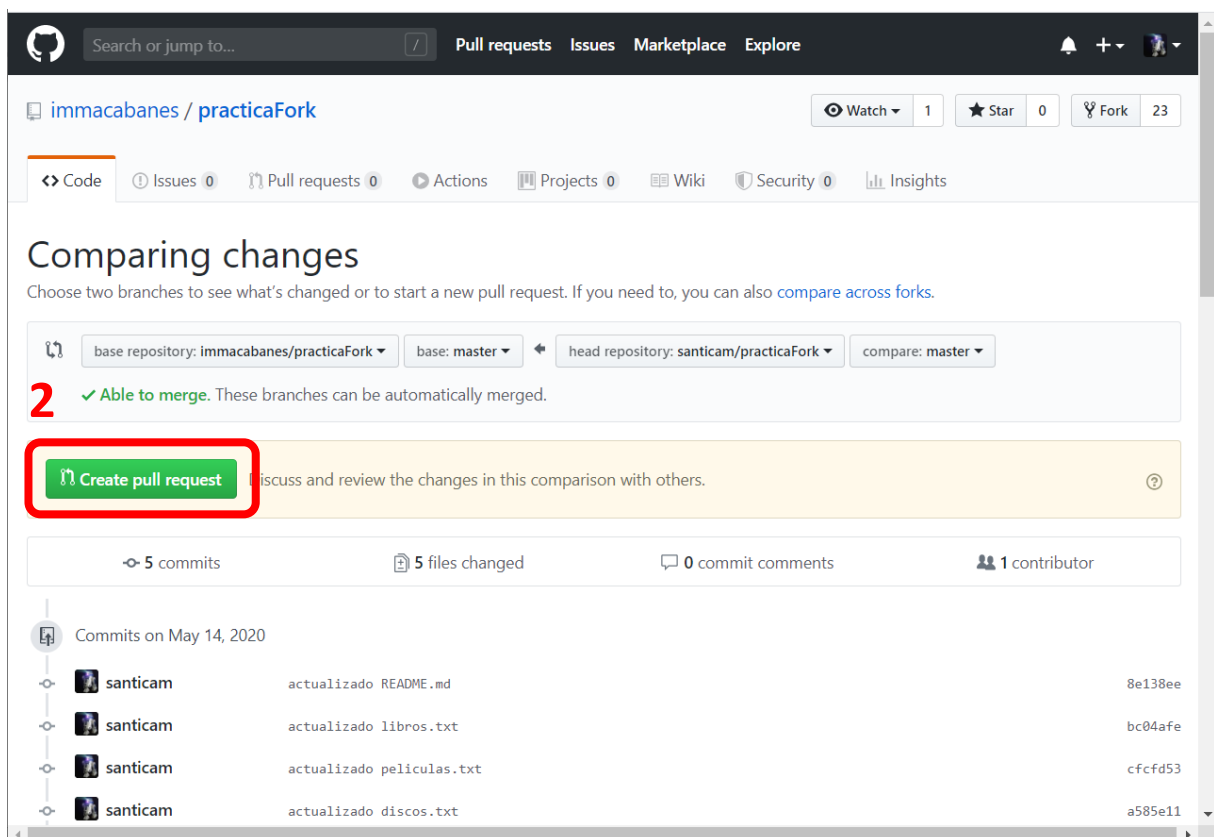 Search or jump to... / Pull requests Issues Marketplace Explore
immacabanes / practicaFork Watch 1 Star 0 Fork 23
<> Code Issues 0 Pull requests 0 Actions Projects 0 Wiki Security 0 Insights
Comparing changes
Choose two branches to see what's changed or to start a new pull request. If you need to, you can also compare across forks.
base repository: immacabanes/practicaFork base: master head repository: santicam/practicaFork compare: master
2
Able to merge. These branches can be automatically merged.
Create pull request iscuss and review the changes in this comparison with others. ?
5 commits 5 files changed 0 commit comments 1 contributor
Commits on May 14, 2020
santicam actualizado README.md 8e138ee
santicam actualizado libros.txt bc04afe
santicam actualizado peliculas.txt cfcfd53
santicam actualizado discos.txt a585e11